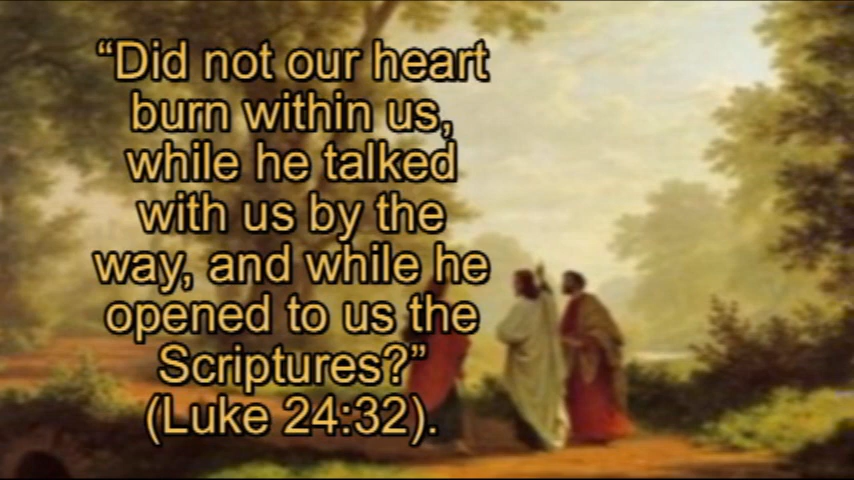 “Did not our heart
burn within us,
while he talked
with us by the
way, and while he
opened to us the
Scriptures?”
(Luke 24:32).